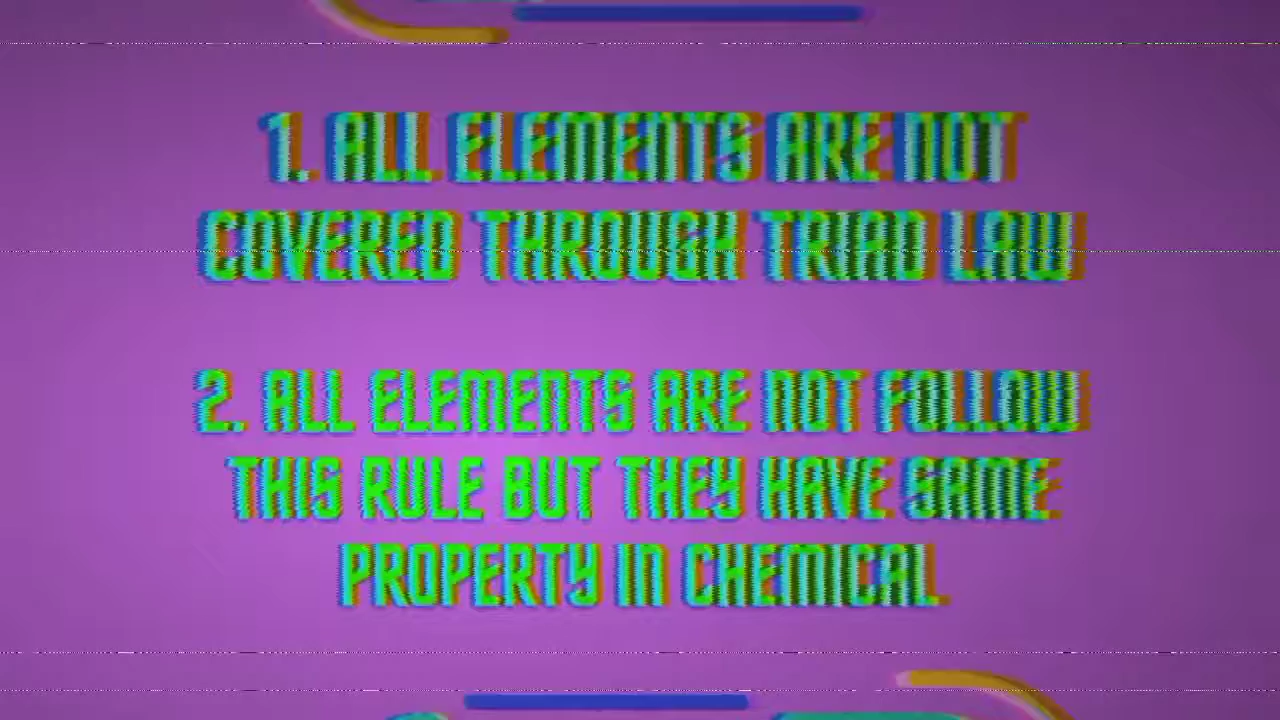 1. ALL ELEMENTS ARE NOT
COVERED THROUGH TRIAD LAW
2. ALL ELEMENTS ARE NOT FOLLOW
THIS RULE BUT THEY HAVE SAME
PROPERTY IN CHEMICAL